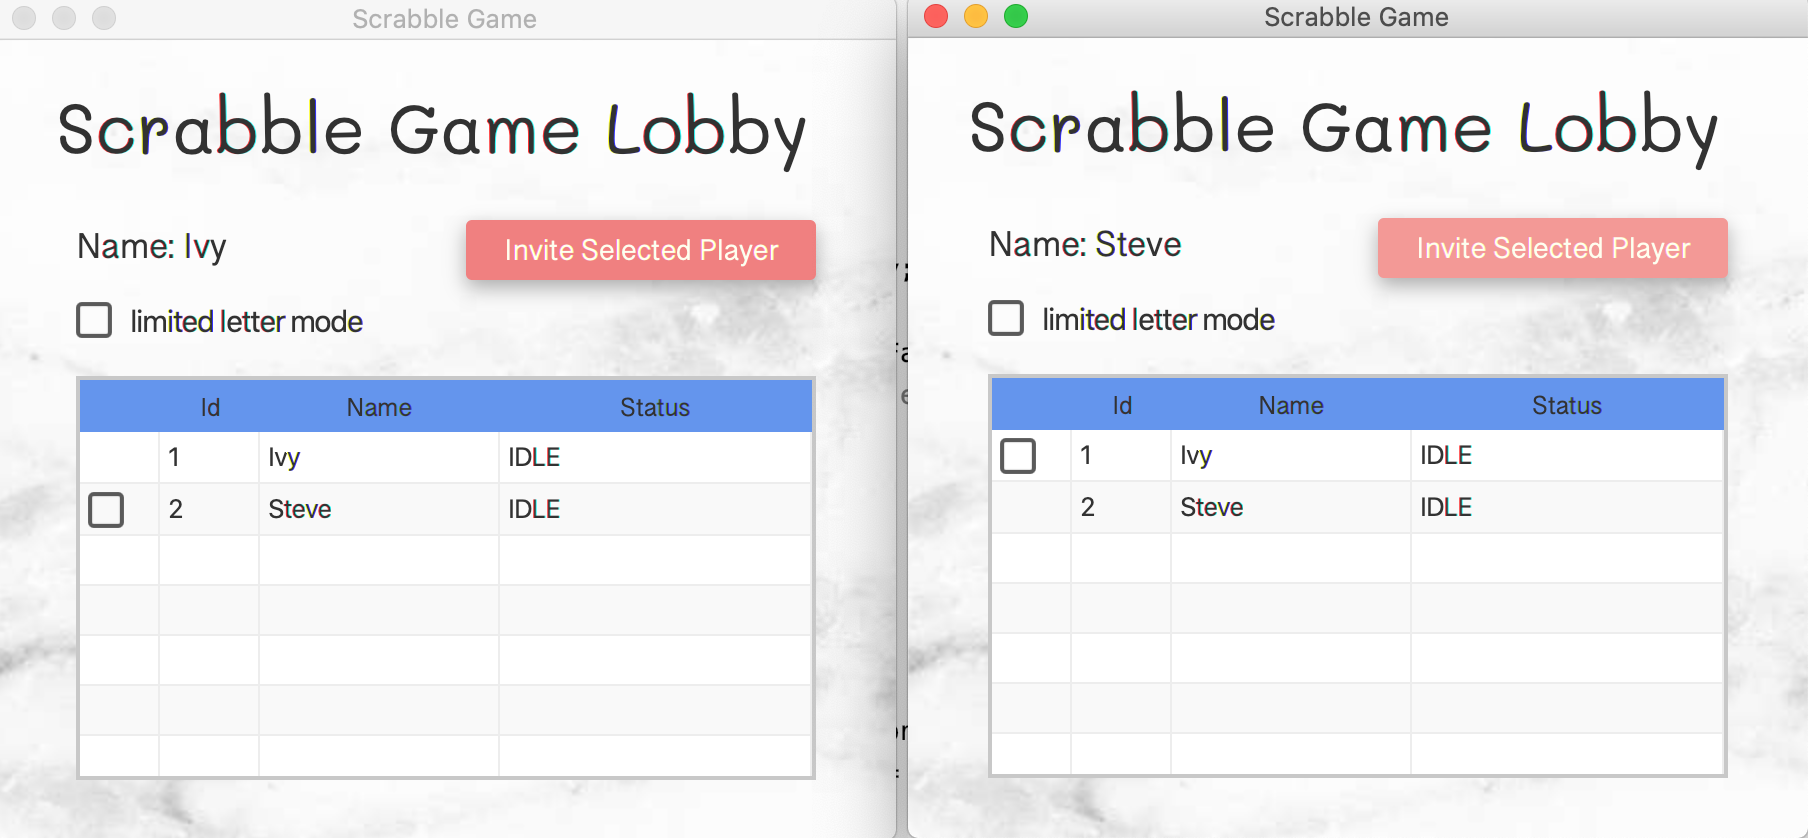 Scrabble Game
Scrabble Game Lobby
Name: Ivy
Invite Selected Player
limited letter mode
Id Name Status
1 Ivy IDLE
2 Steve IDLE
Scrabble Game
Scrabble Game Lobby
Name: Steve
Invite Selected Player
limited letter mode
Id Name Status
1 Ivy IDLE
2 Steve IDLE